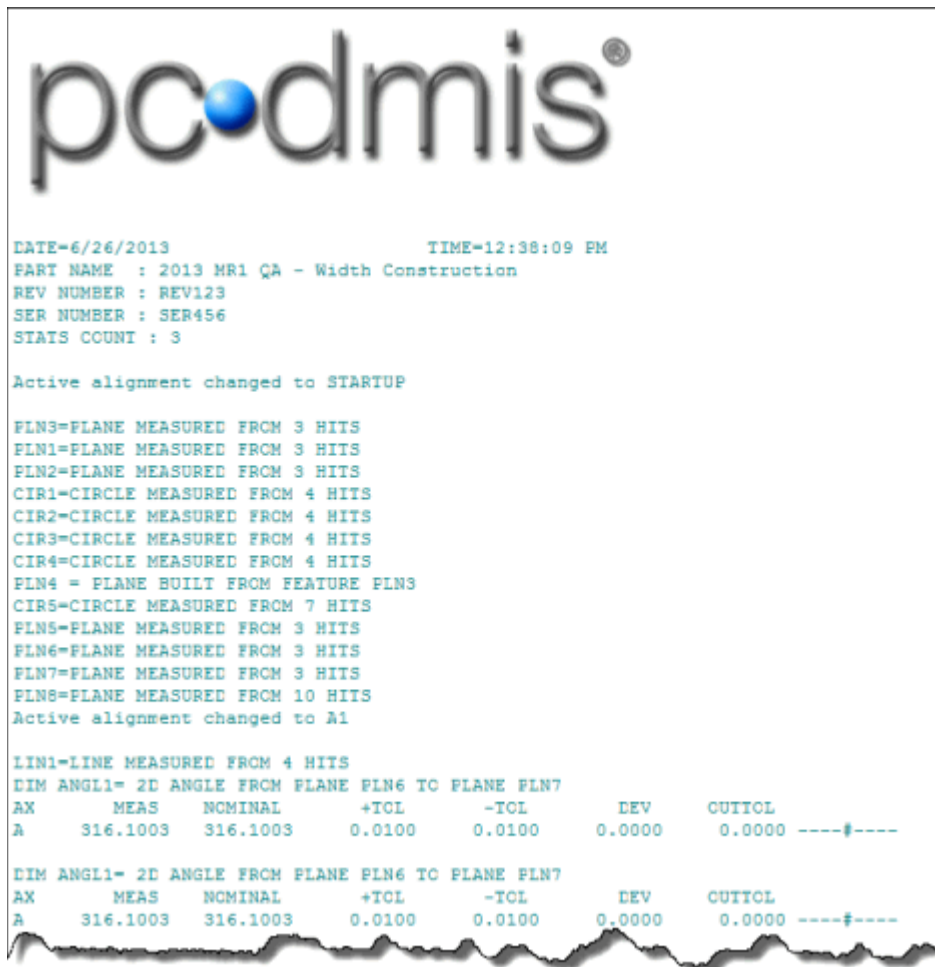 pc dmis®
DATE=6/26/2013 TIME=12:38:09 PM
PART NAME : 2013 MR1 QA - Width Construction
REV NUMBER : REV123
SER NUMBER : SER456
STATS COUNT : 3
Active alignment changed to STARTUP
PLN3=PLANE MEASURED FROM 3 HITS
PLN1=PLANE MEASURED FROM 3 HITS
PLN2=PLANE MEASURED FROM 3 HITS
CIR1=CIRCLE MEASURED FROM 4 HITS
CIR2=CIRCLE MEASURED FROM 4 HITS
CIR3=CIRCLE MEASURED FROM 4 HITS
CIR4=CIRCLE MEASURED FROM 4 HITS
PLN4 = PLANE BUILT FROM FEATURE PLN3
CIR5=CIRCLE MEASURED FROM 7 HITS
PLN5=PLANE MEASURED FROM 3 HITS
PLN6=PLANE MEASURED FROM 3 HITS
PLN7=PLANE MEASURED FROM 3 HITS
PLN8=PLANE MEASURED FROM 10 HITS
Active alignment changed to A1
LIN1=LINE MEASURED FROM 4 HITS
DIM ANGL1= 2D ANGLE FROM PLANE PLN6 TO PLANE PLN7
AX MEAS NOMINAL +TOL -TOL DEV OUTTOL
A 316.1003 316.1003 0.0100 0.0100 0.0000 0.0000 ----#----
DIM ANGL1= 2D ANGLE FROM PLANE PLN6 TO PLANE PLN7
AX MEAS NOMINAL +TOL -TOL DEV OUTTOL
A 316.1003 316.1003 0.0100 0.0100 0.0000 0.0000 ----#----